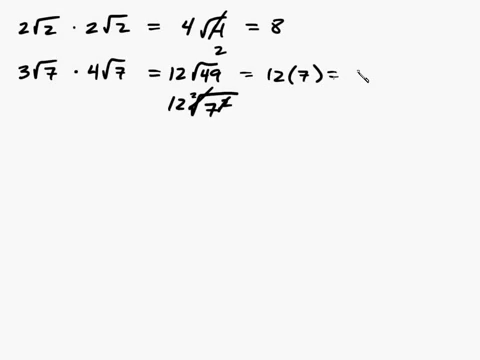 2√2 · 2√2 = 4√4 = 8
2
3√7 · 4√7 = 12√49 = 12(7) =
12 ²√7²